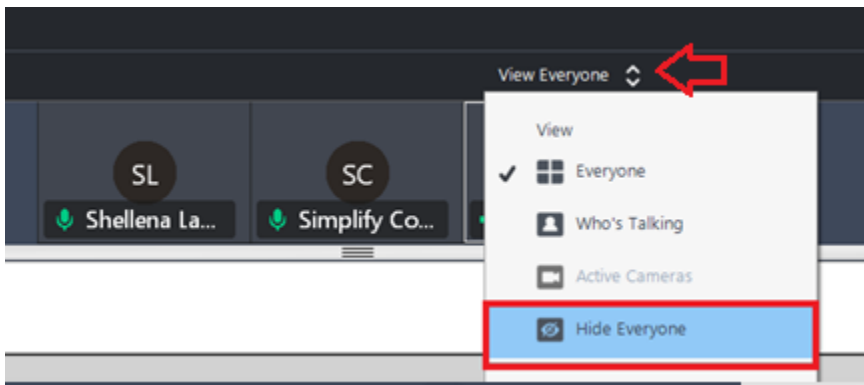 View Everyone
SL
SC
Shellena La...
Simplify Co...
View
Everyone
Who's Talking
Active Cameras
Hide Everyone